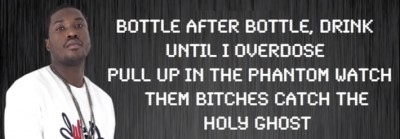 BOTTLE AFTER BOTTLE, DRINK
UNTIL I OVERDOSE
PULL UP IN THE PHANTOM WATCH
THEM BITCHES CATCH THE
HOLY GHOST